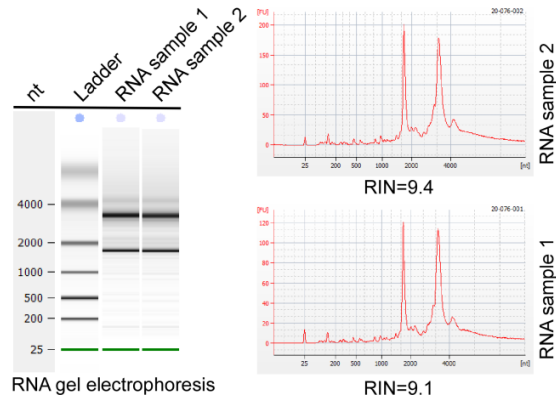 nt
Ladder
RNA sample 1
RNA sample 2
4000
2000
1000
500
200
25
RNA gel electrophoresis
[FU]
20-076-002
200
150
100
50
0
25 200 500 1000 2000 4000 [nt]
RIN=9.4
RNA sample 2
[FU]
20-076-001
120
100
80
60
40
20
0
25 200 500 1000 2000 4000 [nt]
RIN=9.1
RNA sample 1